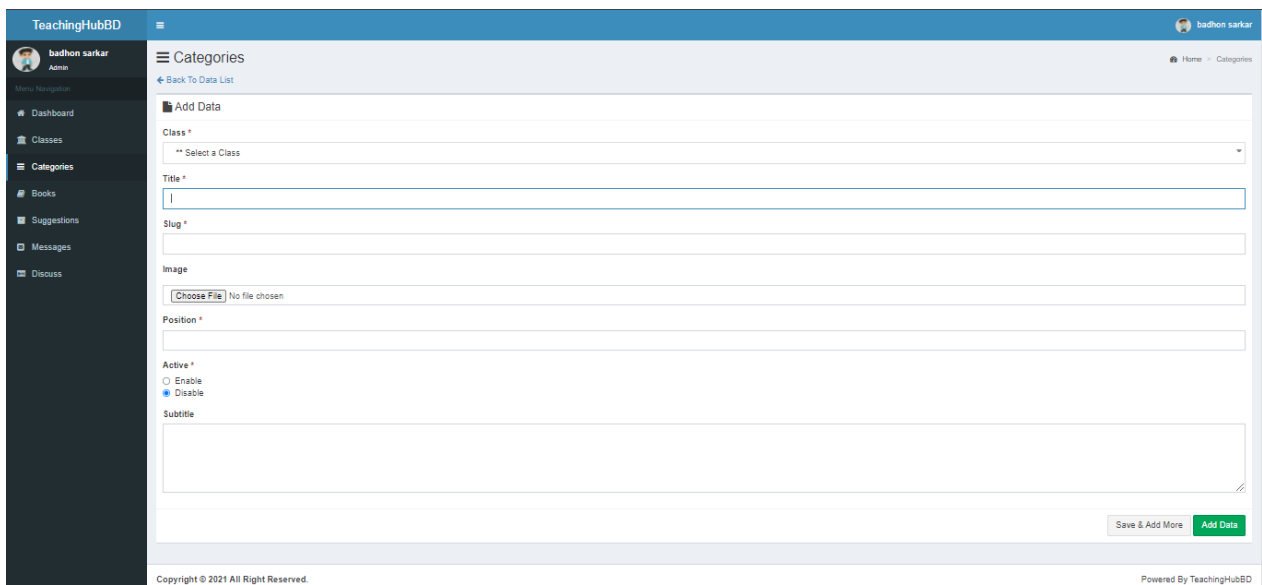 TeachingHubBD
badhon sarkar
badhon sarkar
Admin
Menu Navigation
Dashboard
Classes
Categories
Books
Suggestions
Messages
Discuss
Categories
Home > Categories
Back To Data List
Add Data
Class *
** Select a Class
Title *
Slug *
Image
Choose File No file chosen
Position *
Active *
Enable
Disable
Subtitle
Save & Add More Add Data
Copyright © 2021 All Right Reserved. Powered By TeachingHubBD